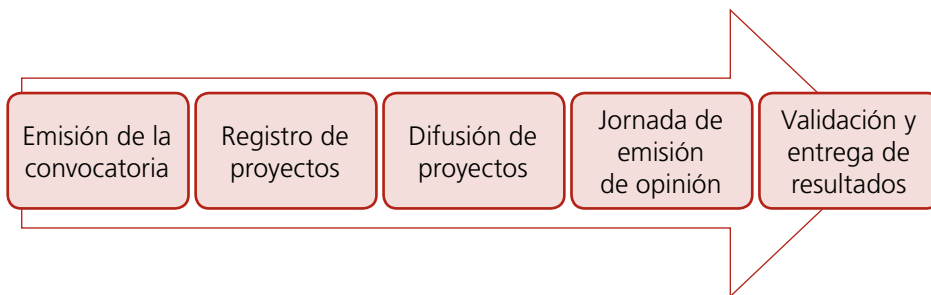 Emisión de la
convocatoria
Registro de
proyectos
Difusión de
proyectos
Jornada de
emisión
de opinión
Validación y
entrega de
resultados